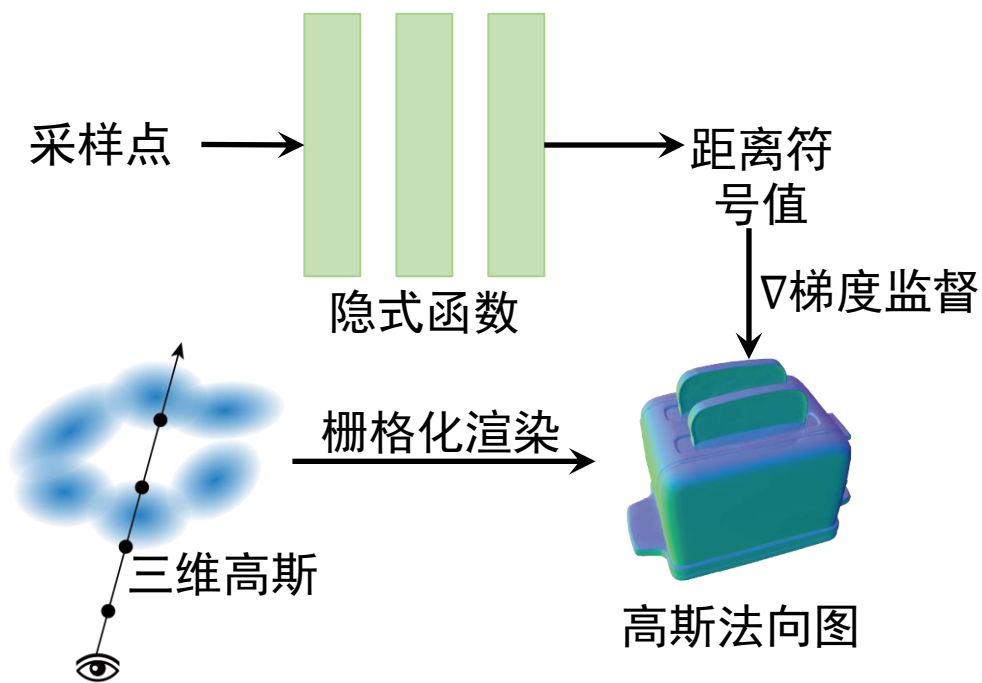 采样点
距离符
号值
隐式函数
∇梯度监督
栅格化渲染
三维高斯
高斯法向图